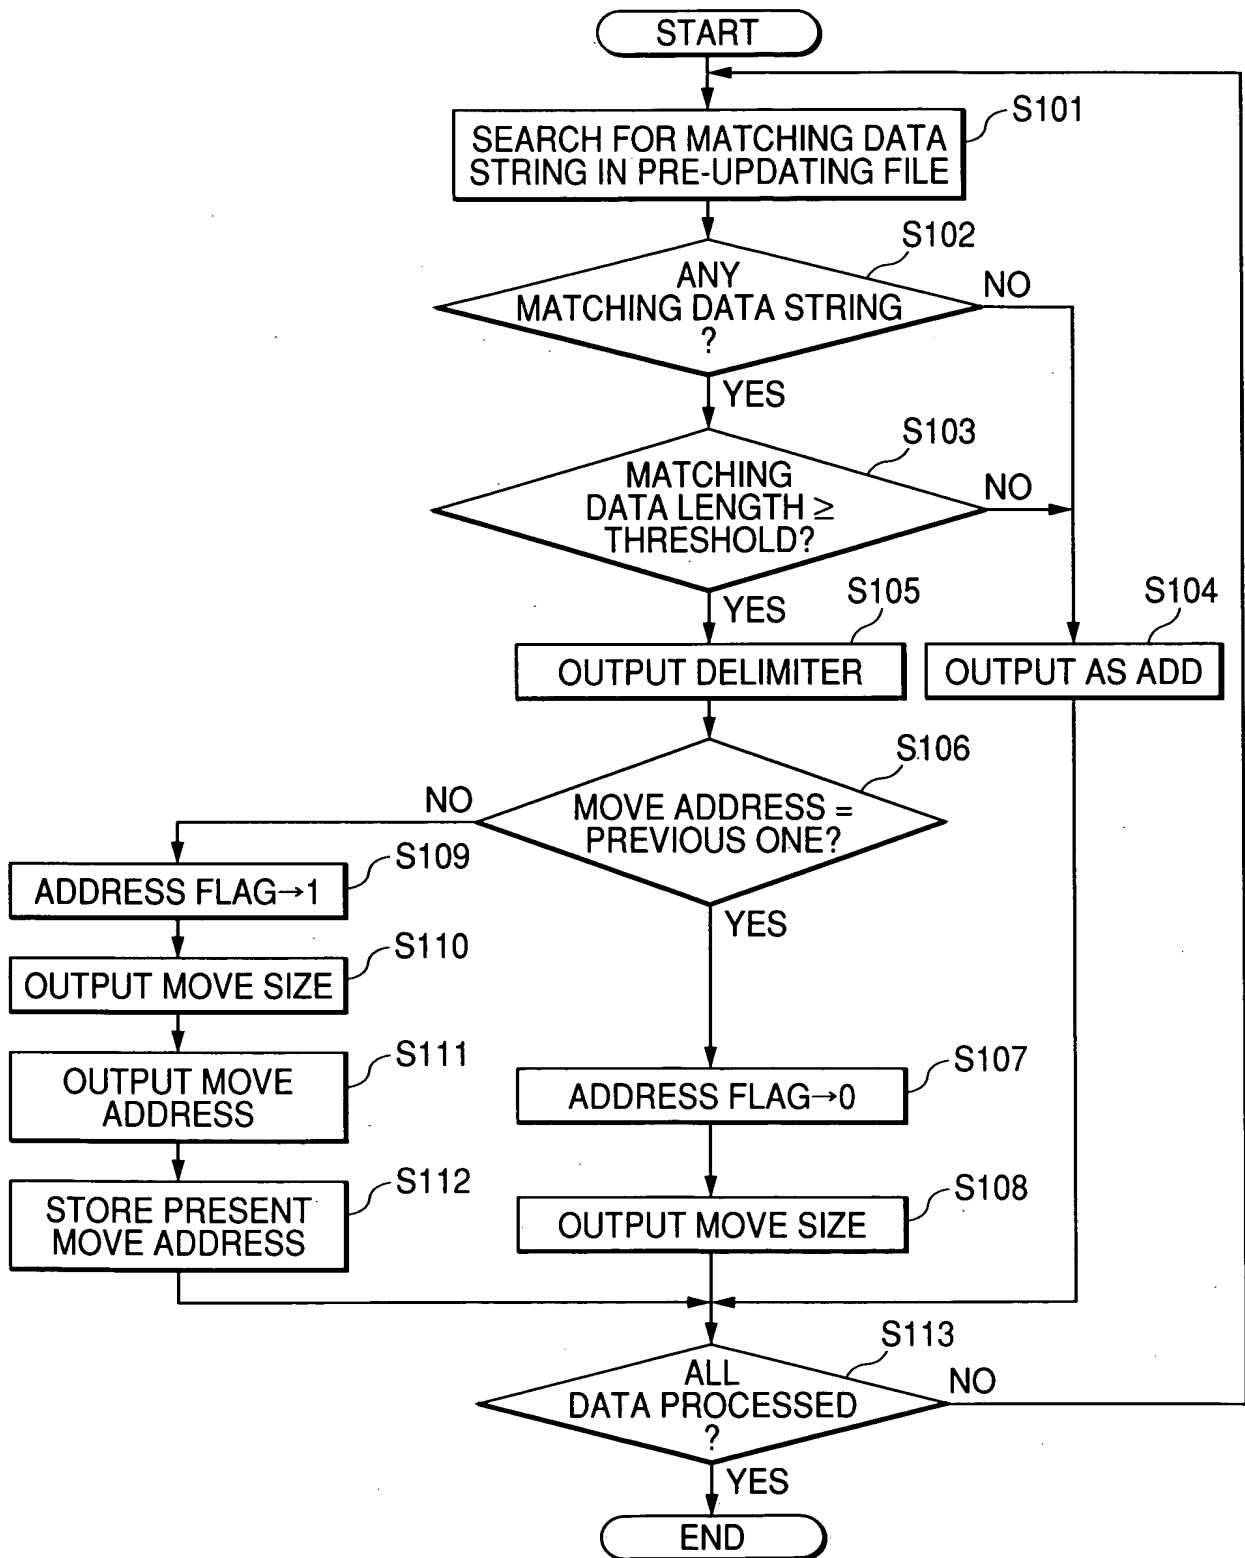 START
S101
SEARCH FOR MATCHING DATA
STRING IN PRE-UPDATING FILE
S102
ANY
MATCHING DATA STRING
?
NO
YES
S103
MATCHING
DATA LENGTH ≥
THRESHOLD?
NO
YES
S105
OUTPUT DELIMITER
S104
OUTPUT AS ADD
S106
MOVE ADDRESS =
PREVIOUS ONE?
NO
YES
S109
ADDRESS FLAG→1
S110
OUTPUT MOVE SIZE
S111
OUTPUT MOVE
ADDRESS
S112
STORE PRESENT
MOVE ADDRESS
S107
ADDRESS FLAG→0
S108
OUTPUT MOVE SIZE
S113
ALL
DATA PROCESSED
?
NO
YES
END